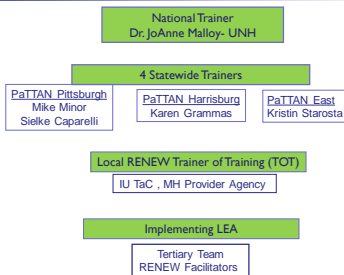 National Trainer
Dr. JoAnne Malloy- UNH
4 Statewide Trainers
PaTTAN Pittsburgh
Mike Minor
Sielke Caparelli
PaTTAN Harrisburg
Karen Grammas
PaTTAN East
Kristin Starosta
Local RENEW Trainer of Training (TOT)
IU TaC , MH Provider Agency
Implementing LEA
Tertiary Team
RENEW Facilitators